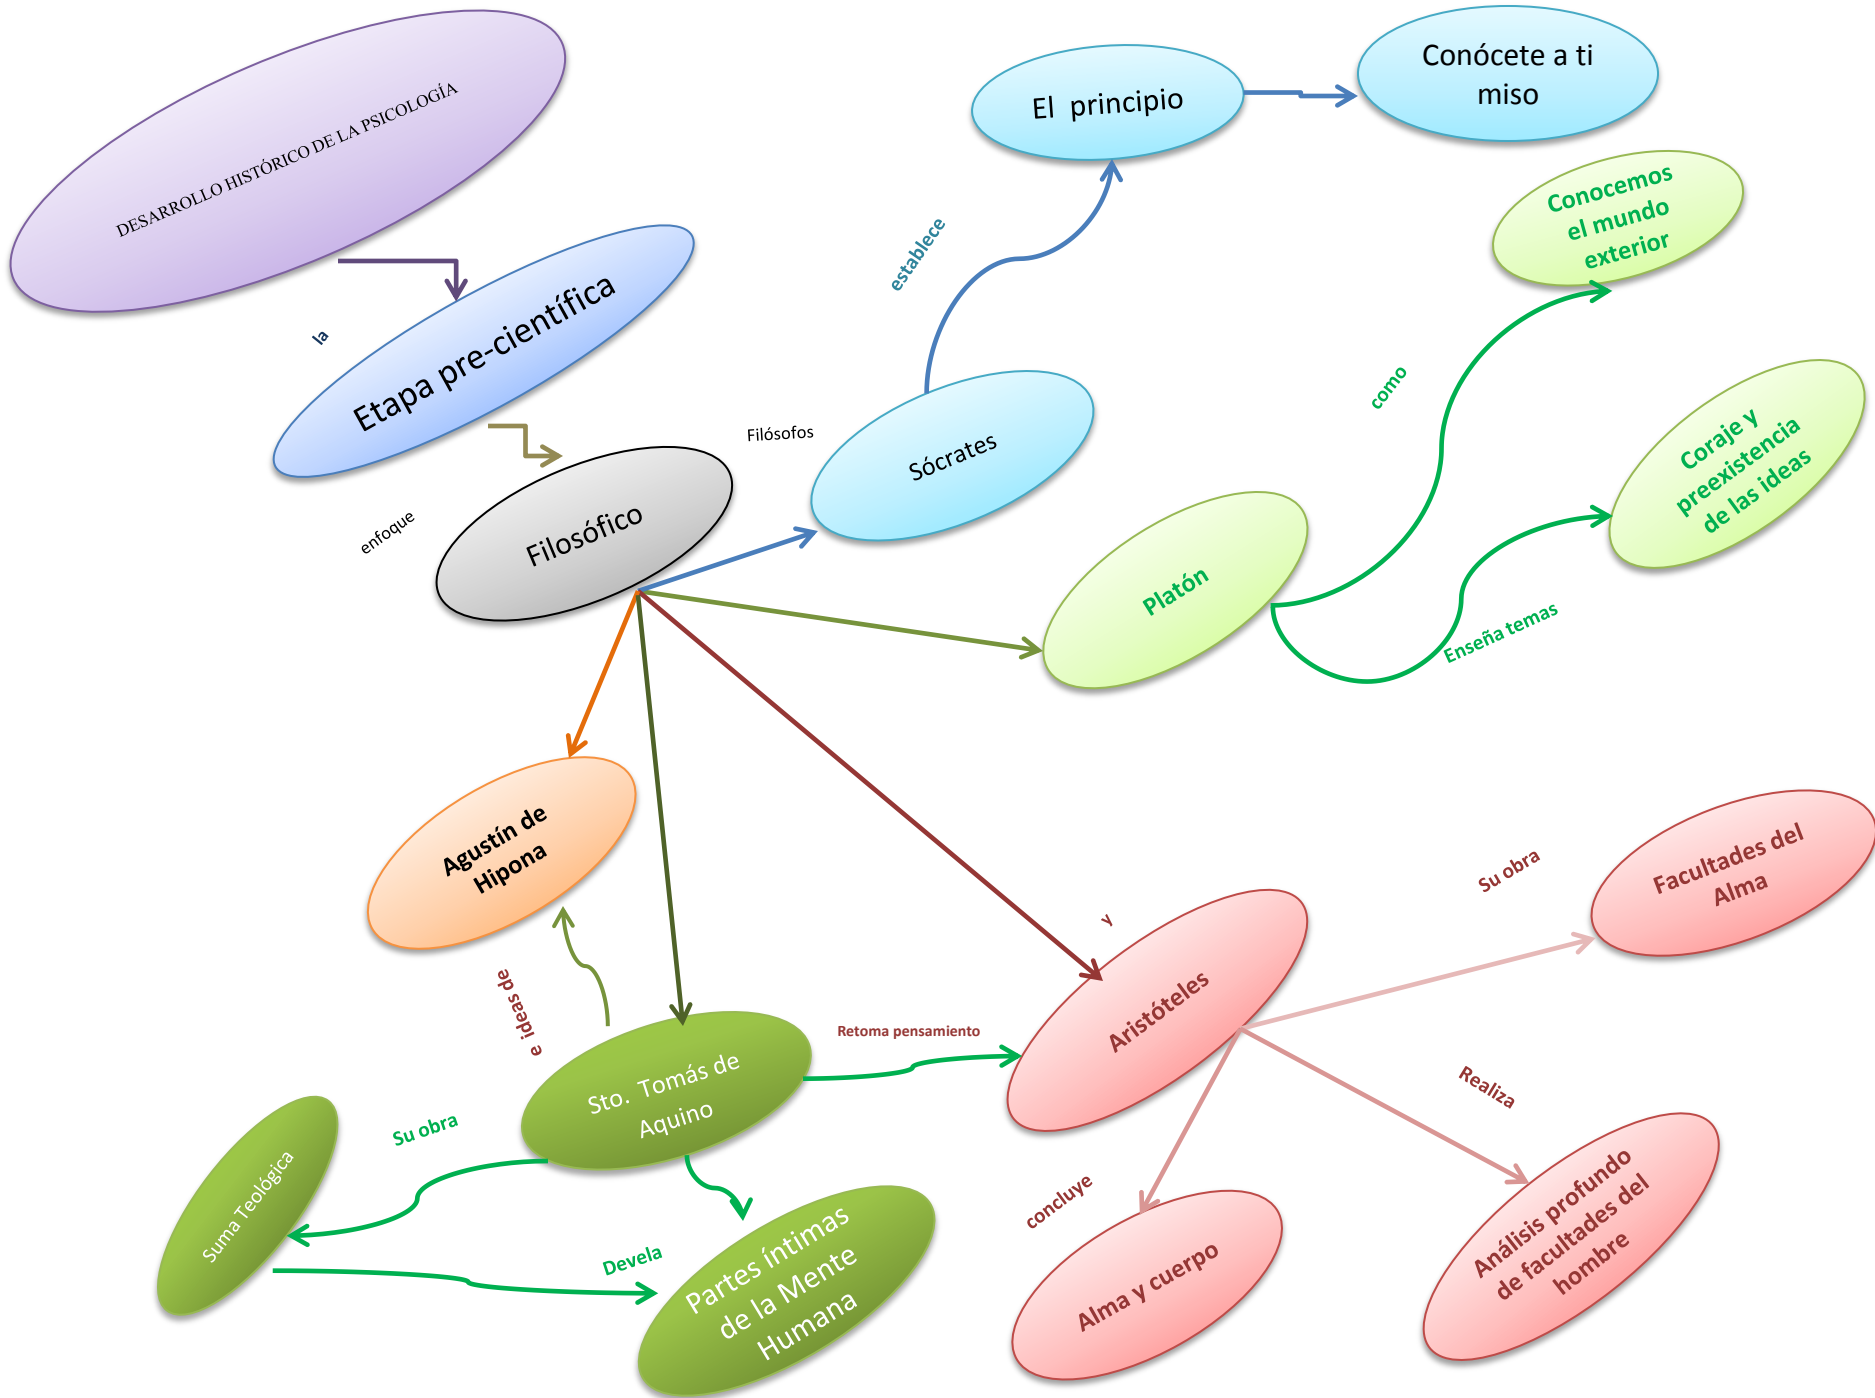 DESARROLLO HISTÓRICO DE LA PSICOLOGÍA
la
Etapa pre-científica
enfoque
Filosófico
Filósofos
Sócrates
establece
El principio
Conócete a ti
miso
Platón
como
Conocemos
el mundo
exterior
Enseña temas
Coraje y
preexistencia
de las ideas
Agustín de
Hipona
e ideas de
Sto. Tomás de
Aquino
Retoma pensamiento
y
Aristóteles
Su obra
Facultades del
Alma
Realiza
Análisis profundo
de facultades del
hombre
concluye
Alma y cuerpo
Su obra
Suma Teológica
Devela
Partes íntimas
de la Mente
Humana